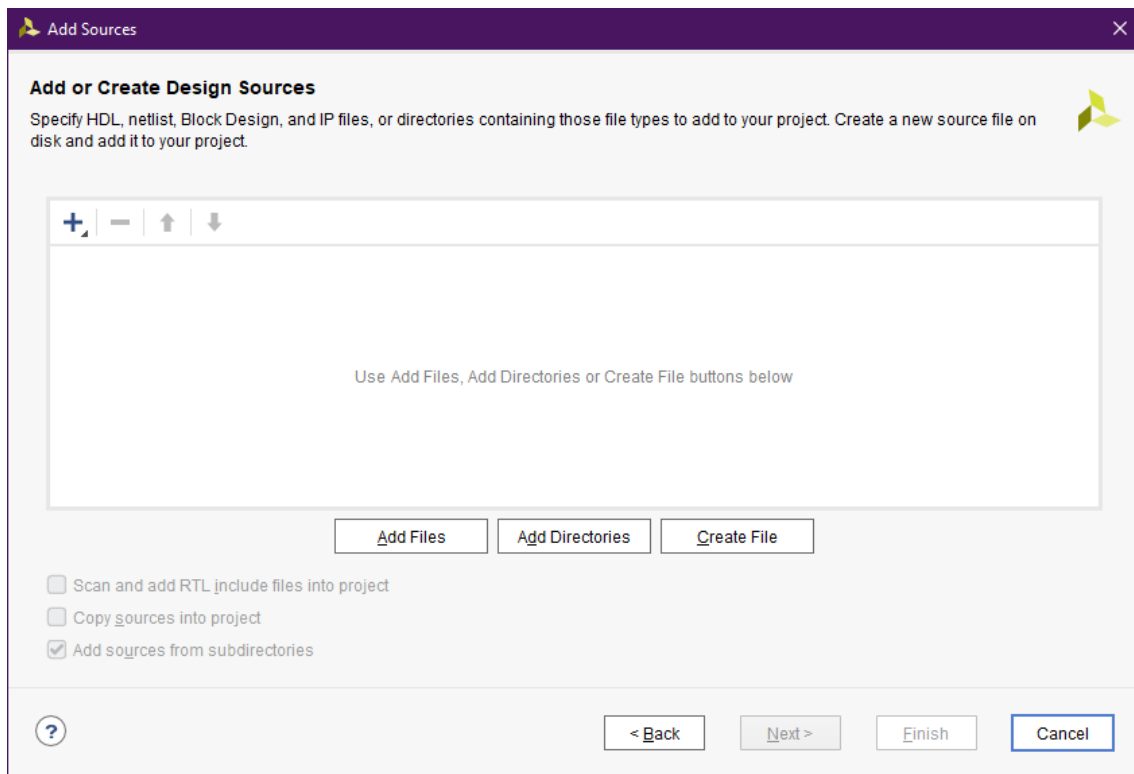 Add Sources
Add or Create Design Sources
Specify HDL, netlist, Block Design, and IP files, or directories containing those file types to add to your project. Create a new source file on
disk and add it to your project.
Use Add Files, Add Directories or Create File buttons below
Add Files Add Directories Create File
Scan and add RTL include files into project
Copy sources into project
Add sources from subdirectories
? < Back Next > Finish Cancel